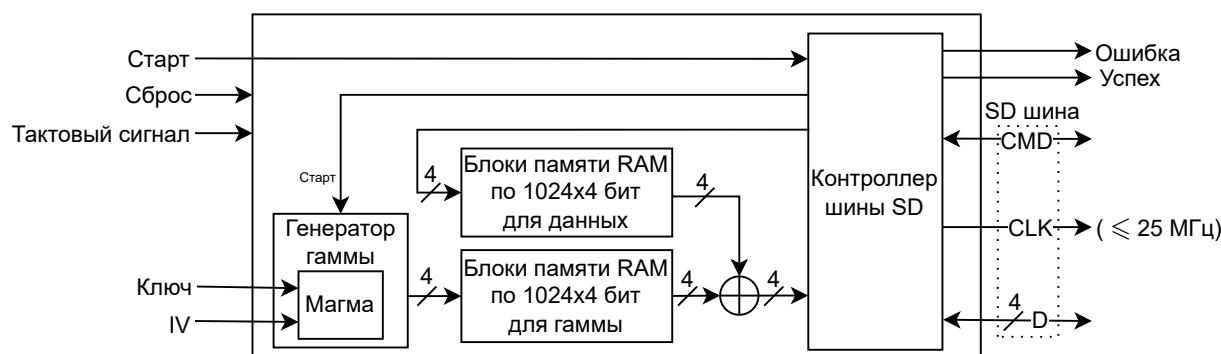 Старт
Сброс
Тактовый сигнал
Ключ
IV
Старт
Генератор
гаммы
Магма
4
Блоки памяти RAM
по 1024x4 бит
для данных
4
4
Блоки памяти RAM
по 1024x4 бит
для гаммы
4
4
Контроллер
шины SD
Ошибка
Успех
SD шина
CMD
CLK
( ⩽ 25 МГц)
4
D